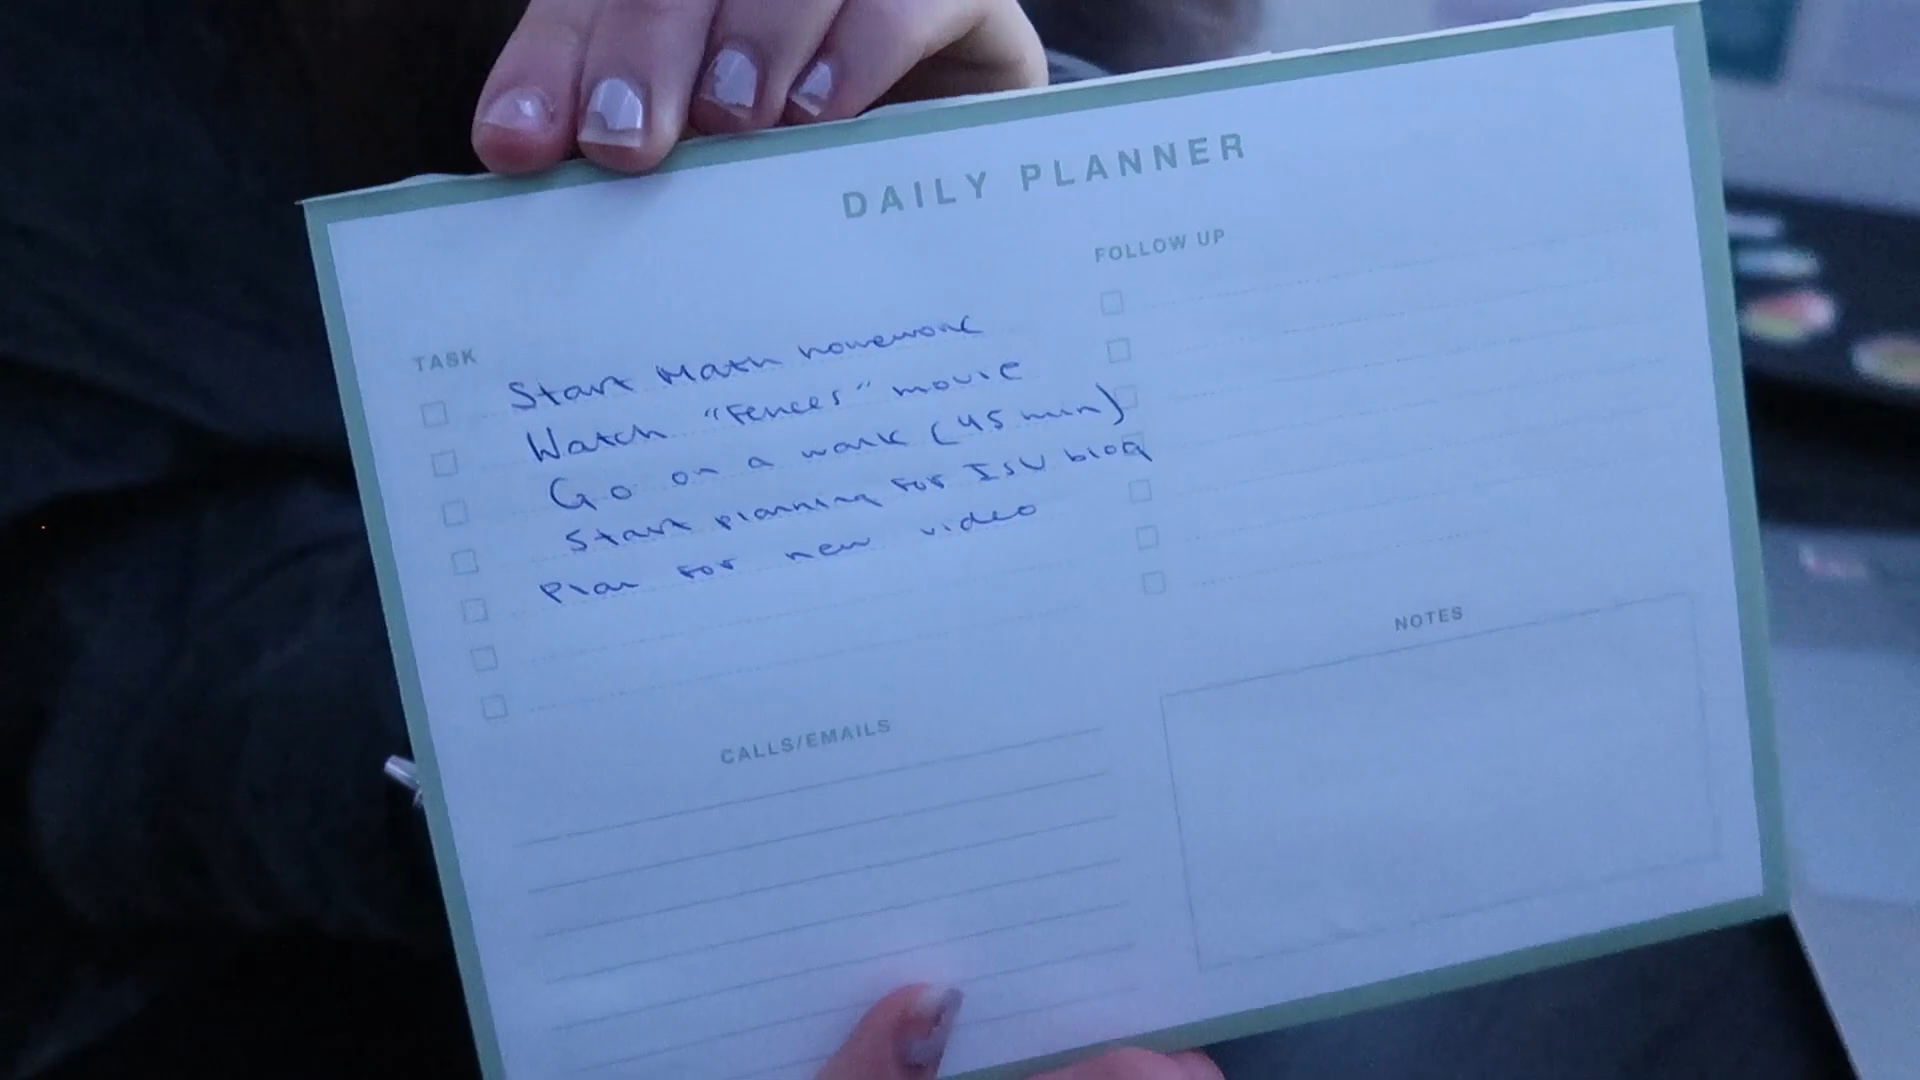 DAILY PLANNER
TASK
Start Math homework
Watch "Fences" movie
Go on a walk (45 min)
Start planning for ISU blog
Plan for new video
FOLLOW UP
CALLS/EMAILS
NOTES